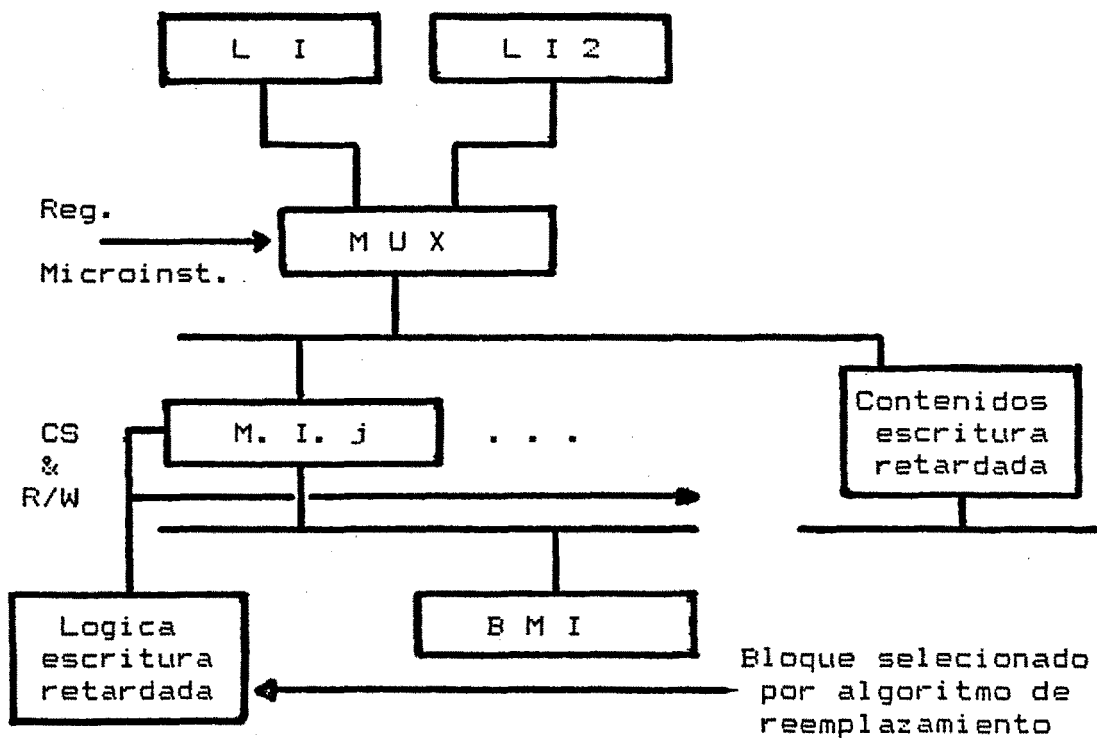 L I
L I 2
Reg.
Microinst.
M U X
CS
&
R/W
M. I. j
. . .
Contenidos
escritura
retardada
Logica
escritura
retardada
B M I
Bloque selecionado
por algoritmo de
reemplazamiento